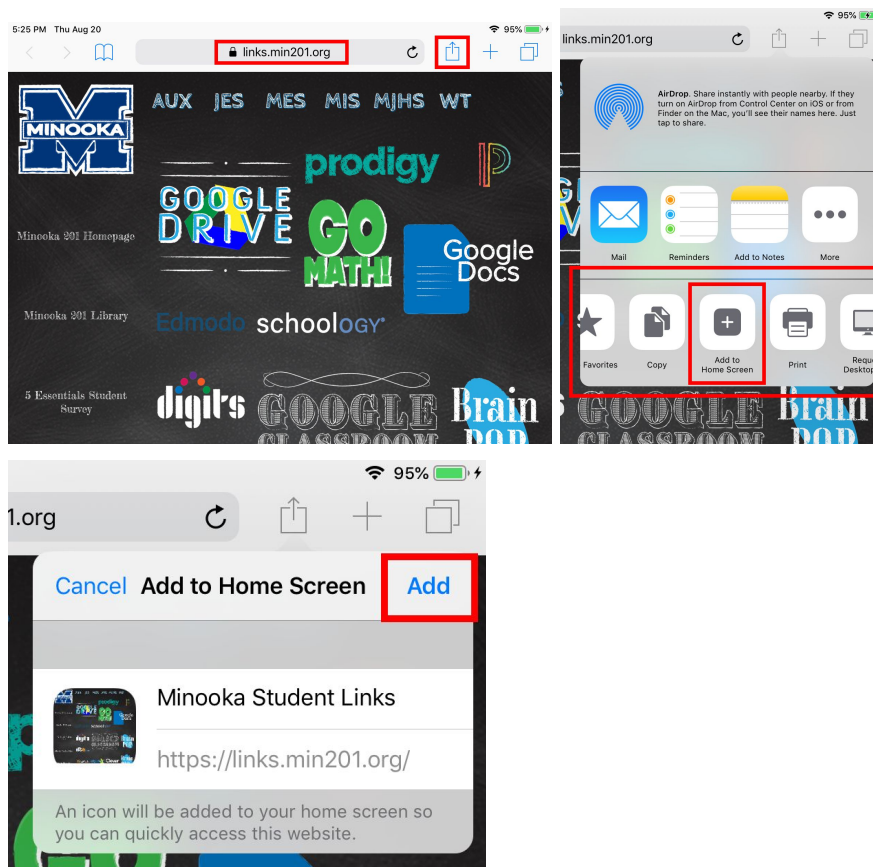 5:25 PM Thu Aug 20
95%
links.min201.org
AUX JES MES MIS MJHS WT
MINOOKA
prodigy
GOOGLE
DRIVE
GO
MATH!
Minooka 201 Homepage
Google
Docs
Minooka 201 Library
Edmodo
schoology
5 Essentials Student
Survey
digits
GOOGLE
CLASSROOM
Brain
POP
95%
links.min201.org
AirDrop. Share instantly with people nearby. If they
turn on AirDrop from Control Center on iOS or from
Finder on the Mac, you'll see their names here. Just
tap to share.
Mail
Reminders
Add to Notes
More
Favorites
Copy
Add to
Home Screen
Print
Reque
Desktop
GOOGLE
CLASSROOM
Brain
POP
95%
1.org
Cancel Add to Home Screen Add
Minooka Student Links
https://links.min201.org/
An icon will be added to your home screen so
you can quickly access this website.